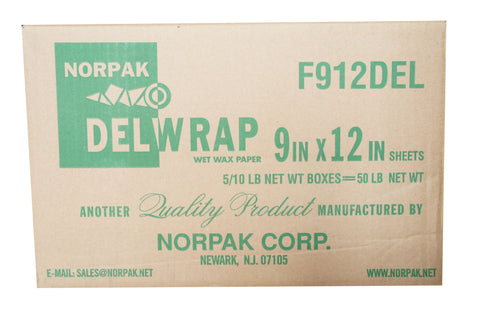 NORPAK
F912DEL
DELWRAP
WET WAX PAPER
9IN X 12IN SHEETS
5/10 LB NET WT BOXES=50 LB NET WT
ANOTHER Quality Product MANUFACTURED BY
NORPAK CORP.
NEWARK, N.J. 07105
E-MAIL: SALES@NORPAK.NET
WWW.NORPAK.NET